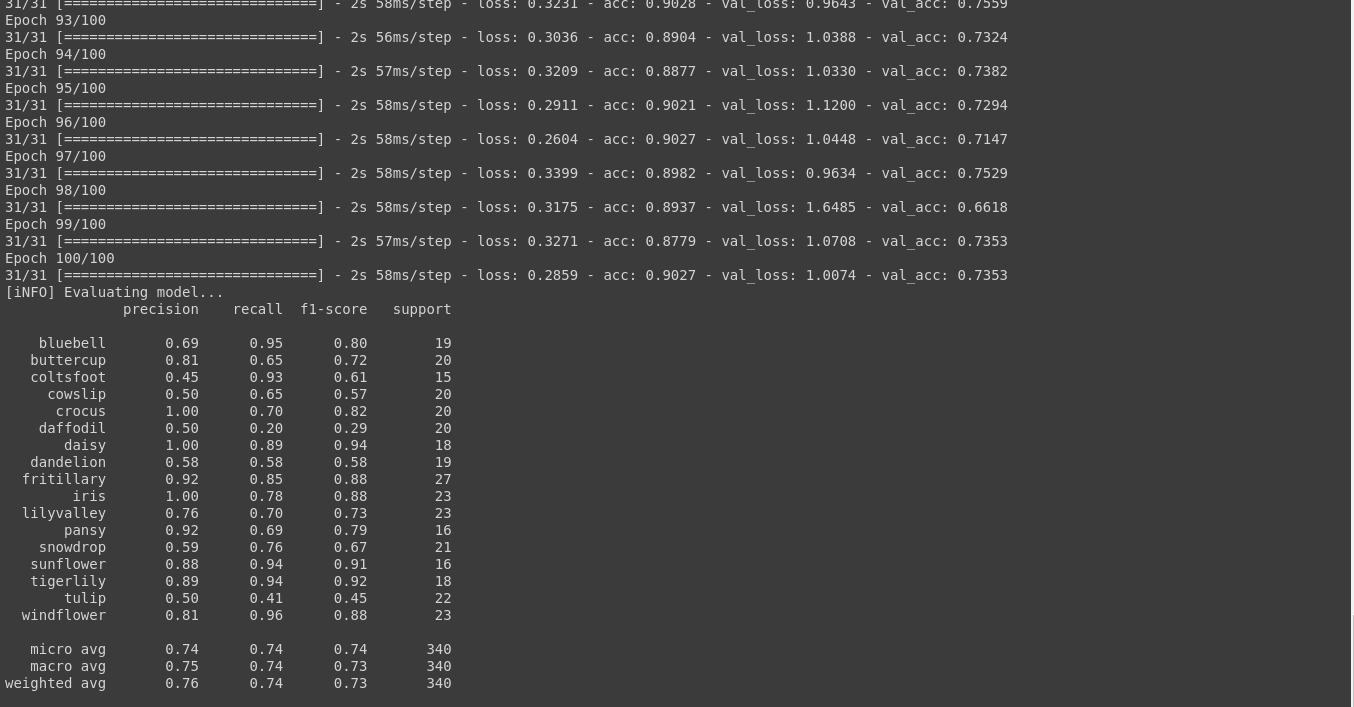 31/31 [==============================] - 2s 58ms/step - loss: 0.3231 - acc: 0.9028 - val_loss: 0.9643 - val_acc: 0.7559
Epoch 93/100
31/31 [==============================] - 2s 56ms/step - loss: 0.3036 - acc: 0.8904 - val_loss: 1.0388 - val_acc: 0.7324
Epoch 94/100
31/31 [==============================] - 2s 57ms/step - loss: 0.3209 - acc: 0.8877 - val_loss: 1.0330 - val_acc: 0.7382
Epoch 95/100
31/31 [==============================] - 2s 58ms/step - loss: 0.2911 - acc: 0.9021 - val_loss: 1.1200 - val_acc: 0.7294
Epoch 96/100
31/31 [==============================] - 2s 58ms/step - loss: 0.2604 - acc: 0.9027 - val_loss: 1.0448 - val_acc: 0.7147
Epoch 97/100
31/31 [==============================] - 2s 58ms/step - loss: 0.3399 - acc: 0.8982 - val_loss: 0.9634 - val_acc: 0.7529
Epoch 98/100
31/31 [==============================] - 2s 58ms/step - loss: 0.3175 - acc: 0.8937 - val_loss: 1.6485 - val_acc: 0.6618
Epoch 99/100
31/31 [==============================] - 2s 57ms/step - loss: 0.3271 - acc: 0.8779 - val_loss: 1.0708 - val_acc: 0.7353
Epoch 100/100
31/31 [==============================] - 2s 58ms/step - loss: 0.2859 - acc: 0.9027 - val_loss: 1.0074 - val_acc: 0.7353
[iNFO] Evaluating model...
precision recall f1-score support
bluebell 0.69 0.95 0.80 19
buttercup 0.81 0.65 0.72 20
coltsfoot 0.45 0.93 0.61 15
cowslip 0.50 0.65 0.57 20
crocus 1.00 0.70 0.82 20
daffodil 0.50 0.20 0.29 20
daisy 1.00 0.89 0.94 18
dandelion 0.58 0.58 0.58 19
fritillary 0.92 0.85 0.88 27
iris 1.00 0.78 0.88 23
lilyvalley 0.76 0.70 0.73 23
pansy 0.92 0.69 0.79 16
snowdrop 0.59 0.76 0.67 21
sunflower 0.88 0.94 0.91 16
tigerlily 0.89 0.94 0.92 18
tulip 0.50 0.41 0.45 22
windflower 0.81 0.96 0.88 23
micro avg 0.74 0.74 0.74 340
macro avg 0.75 0.74 0.73 340
weighted avg 0.76 0.74 0.73 340